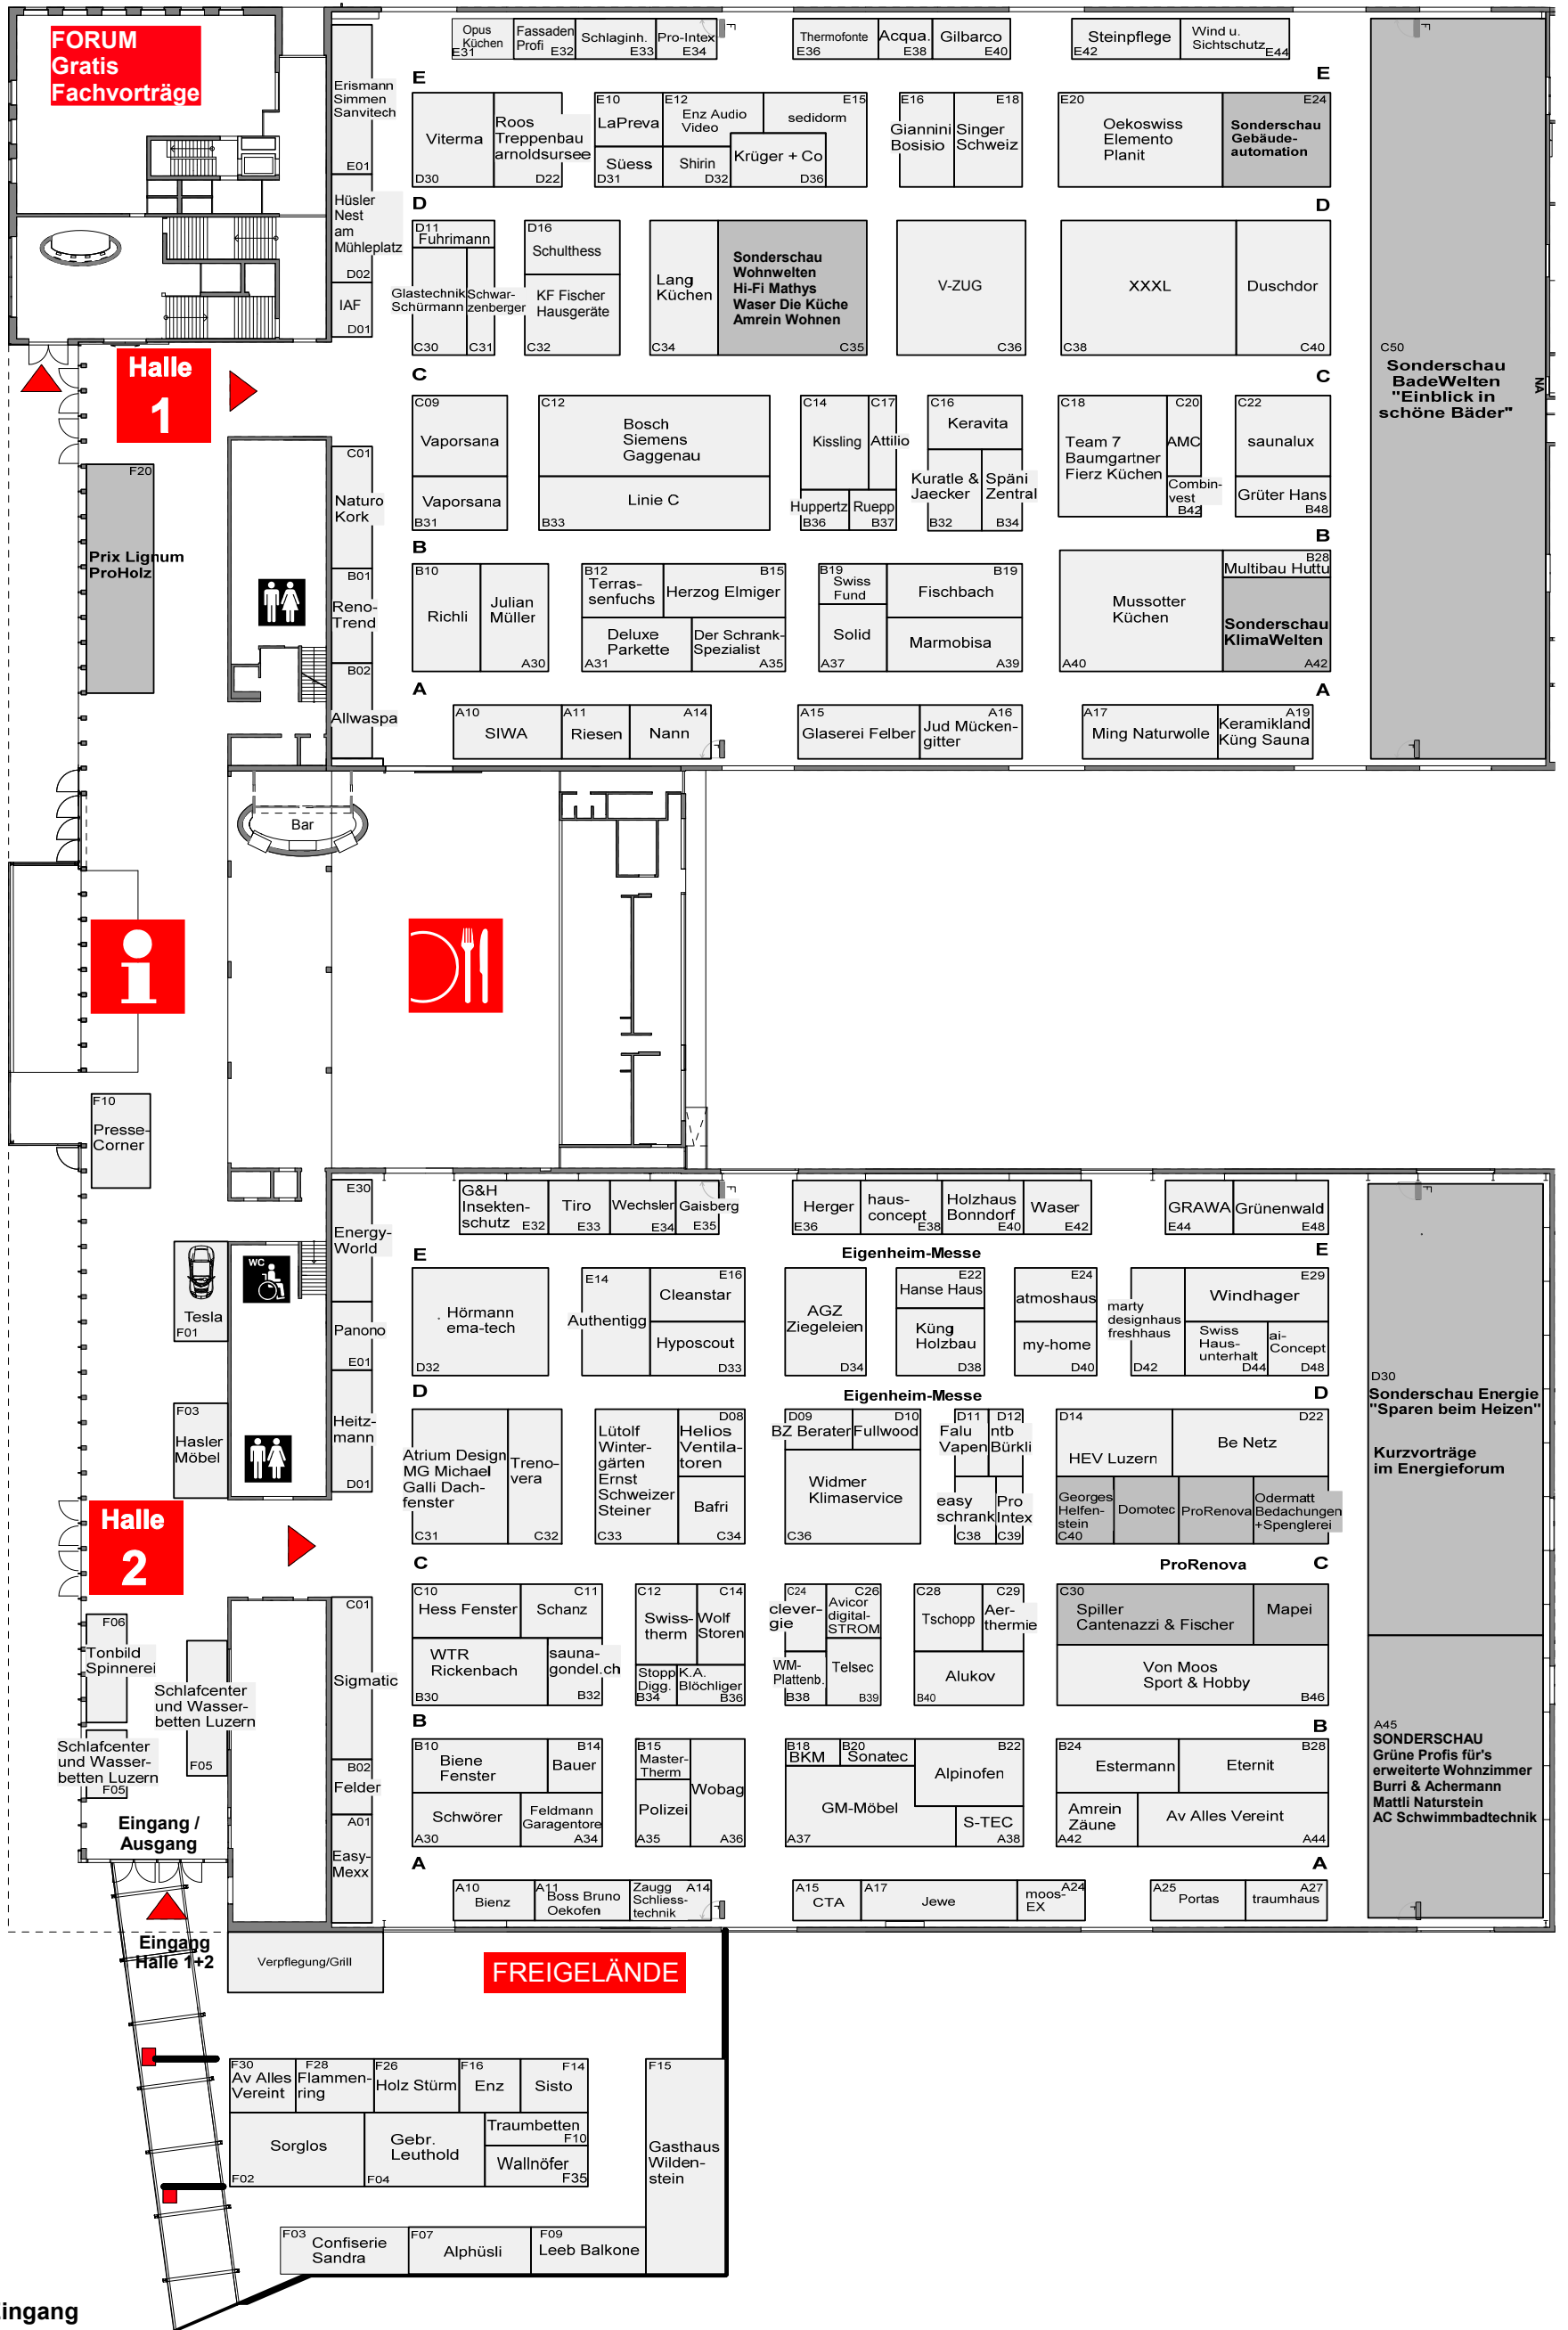 FORUM
Gratis
Fachvorträge
Erismann
Simmen
Sanvitech
E01
Hüsler
Nest
am
Mühleplatz
D02
IAF
D01
Opus
Küchen
E31
Fassaden
Profi
E32
Schlaginh.
E33
Pro-Intex
E34
Thermofonte
E36
Acqua.
E38
Gilbarco
E40
Steinpflege
E42
Wind u.
Sichtschutz
E44
E
E
Viterma
D30
Roos
Treppenbau
arnoldsursee
D22
E10
LaPreva
Süess
D31
E12
Enz Audio
Video
Shirin
D32
E15
sedidorm
Krüger + Co
D36
E16
Giannini
Bosisio
E18
Singer
Schweiz
E20
Oekoswiss
Elemento
Planit
E24
Sonderschau
Gebäude-
automation
D
D
D11
Fuhrimann
Glastechnik
Schürmann
C30
Schwar-
zenberger
C31
D16
Schulthess
KF Fischer
Hausgeräte
C32
Lang
Küchen
C34
Sonderschau
Wohnwelten
Hi-Fi Mathys
Waser Die Küche
Amrein Wohnen
C35
V-ZUG
C36
XXXL
C38
Duschdor
C40
C50
Sonderschau
BadeWelten
"Einblick in
schöne Bäder"
NA
F
F
Halle
1
C
C
C09
Vaporsana
Vaporsana
B31
C12
Bosch
Siemens
Gaggenau
Linie C
B33
C14
Kissling
C17
Attilio
Huppertz
B36
Ruepp
B37
C16
Keravita
Kuratle &
Jaecker
B32
Späni
Zentral
B34
C18
Team 7
Baumgartner
Fierz Küchen
C20
AMC
Combin-
vest
B42
C22
saunalux
Grüter Hans
B48
F20
Prix Lignum
ProHolz
C01
Naturo
Kork
B01
Reno-
Trend
B02
Allwaspa
B
B
B10
Richli
Julian
Müller
A30
B12
Terras-
senfuchs
B15
Herzog Elmiger
Deluxe
Parkette
A31
Der Schrank-
Spezialist
A35
B19
Swiss
Fund
B19
Fischbach
Solid
A37
Marmobisa
A39
Mussotter
Küchen
A40
B28
Multibau Huttu
Sonderschau
KlimaWelten
A42
A
A
A10
SIWA
A11
Riesen
A14
Nann
A15
Glaserei Felber
A16
Jud Mücken-
gitter
A17
Ming Naturwolle
A19
Keramikland
Küng Sauna
Bar
i
F10
Presse-
Corner
E30
Energy-
World
Panono
E01
Heitz-
mann
D01
WC
Tesla
F01
F03
Hasler
Möbel
G&H
Insekten-
schutz
E32
Tiro
E33
Wechsler
E34
Gaisberg
E35
F
Herger
E36
haus-
concept
E38
Holzhaus
Bonndorf
E40
Waser
E42
GRAWA
E44
Grünenwald
E48
F
E
Eigenheim-Messe
E
Hörmann
ema-tech
D32
E14
Authentigg
E16
Cleanstar
Hyposcout
D33
AGZ
Ziegeleien
D34
E22
Hanse Haus
Küng
Holzbau
D38
E24
atmoshaus
my-home
D40
marty
designhaus
freshhaus
D42
E29
Windhager
Swiss
Haus-
unterhalt
D44
ai-
Concept
D48
D
Eigenheim-Messe
D
Atrium Design
MG Michael
Galli Dach-
fenster
C31
Treno-
vera
C32
Lütolf
Winter-
gärten
Ernst
Schweizer
Steiner
C33
D08
Helios
Ventila-
toren
Bafri
C34
D09
BZ Berater
D10
Fullwood
Widmer
Klimaservice
C36
D11
Falu
Vapen
D12
ntb
Bürkli
easy
schrank
C38
Pro
Intex
C39
D14
HEV Luzern
D22
Be Netz
Georges
Helfen-
stein
C40
Domotec
ProRenova
Odermatt
Bedachungen
+Spenglerei
D30
Sonderschau Energie
"Sparen beim Heizen"
Kurzvorträge
im Energieforum
Halle
2
C
ProRenova
C
C10
Hess Fenster
C11
Schanz
WTR
Rickenbach
B30
sauna-
gondel.ch
B32
C12
Swiss-
therm
C14
Wolf
Storen
Stopp
Digg.
B34
K.A.
Blöchliger
B36
C24
clever-
gie
C26
Avicor
digital-
STROM
WM-
Plattenb.
B38
Telsec
B39
C28
Tschopp
C29
Aer-
thermie
Alukov
B40
C30
Spiller
Cantenazzi & Fischer
Mapei
Von Moos
Sport & Hobby
B46
F06
Tonbild
Spinnerei
Schlafcenter
und Wasser-
betten Luzern
F05
Schlafcenter
und Wasser-
betten Luzern
F05
C01
Sigmatic
B02
Felder
A01
Easy-
Mexx
B
B
B10
Biene
Fenster
B14
Bauer
Schwörer
A30
Feldmann
Garagentore
A34
B15
Master-
Therm
Polizei
A35
Wobag
A36
B18
BKM
B20
Sonatec
B22
Alpinofen
GM-Möbel
A37
S-TEC
A38
B24
Estermann
B28
Eternit
Amrein
Zäune
A42
Av Alles Vereint
A44
A45
SONDERSCHAU
Grüne Profis für's
erweiterte Wohnzimmer
Burri & Achermann
Mattli Naturstein
AC Schwimmbadtechnik
Eingang /
Ausgang
A
A
A10
Bienz
A11
Boss Bruno
Oekofen
Zaugg
Schliess-
technik
A14
A15
CTA
A17
Jewe
A24
moos-
EX
A25
Portas
A27
traumhaus
Eingang
Halle 1+2
Verpflegung/Grill
FREIGELÄNDE
F30
Av Alles
Vereint
F28
Flammen-
ring
F26
Holz Stürm
F16
Enz
F14
Sisto
F15
Gasthaus
Wilden-
stein
Sorglos
F02
Gebr.
Leuthold
F04
Traumbetten
F10
Wallnöfer
F35
F03
Confiserie
Sandra
F07
Alphüsli
F09
Leeb Balkone
ingang